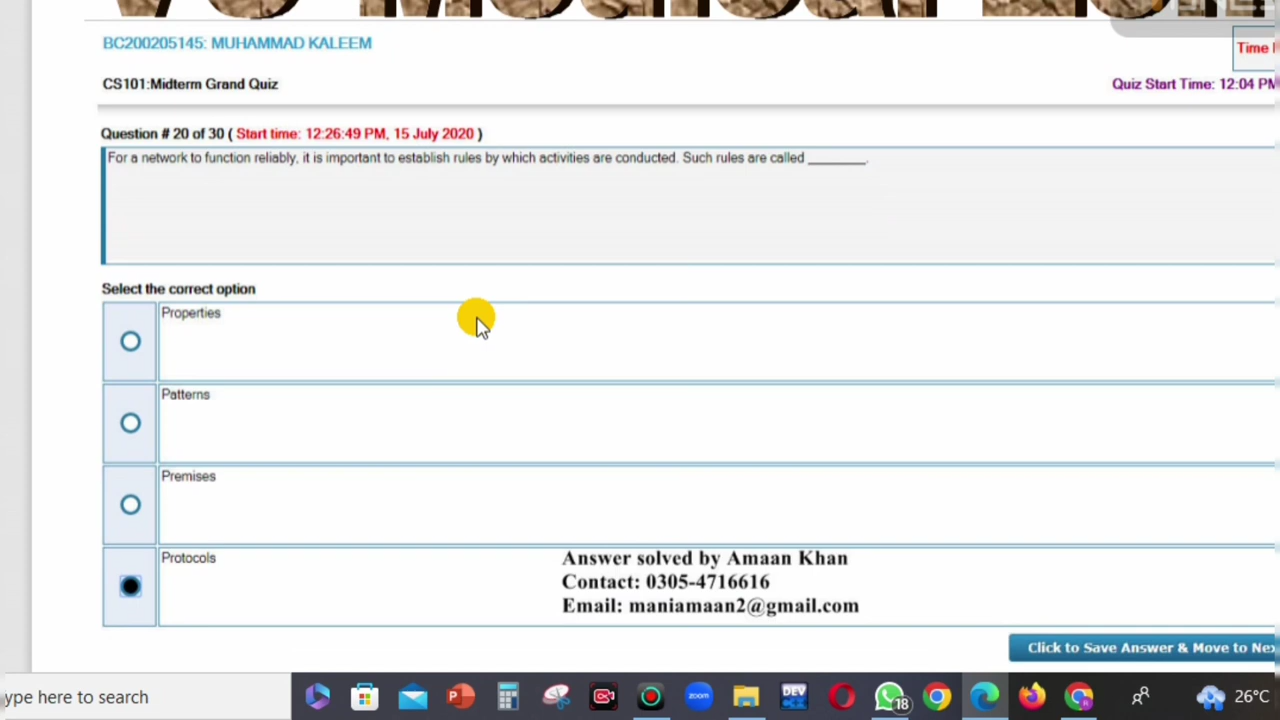 BC200205145: MUHAMMAD KALEEM
Time
CS101:Midterm Grand Quiz
Quiz Start Time: 12:04 PM
Question # 20 of 30 ( Start time: 12:26:49 PM, 15 July 2020 )
For a network to function reliably, it is important to establish rules by which activities are conducted. Such rules are called ________.
Select the correct option
Properties
Patterns
Premises
Protocols
Answer solved by Amaan Khan
Contact: 0305-4716616
Email: maniamaan2@gmail.com
Click to Save Answer & Move to Nex
ype here to search
zoom
DEV
18
26°C